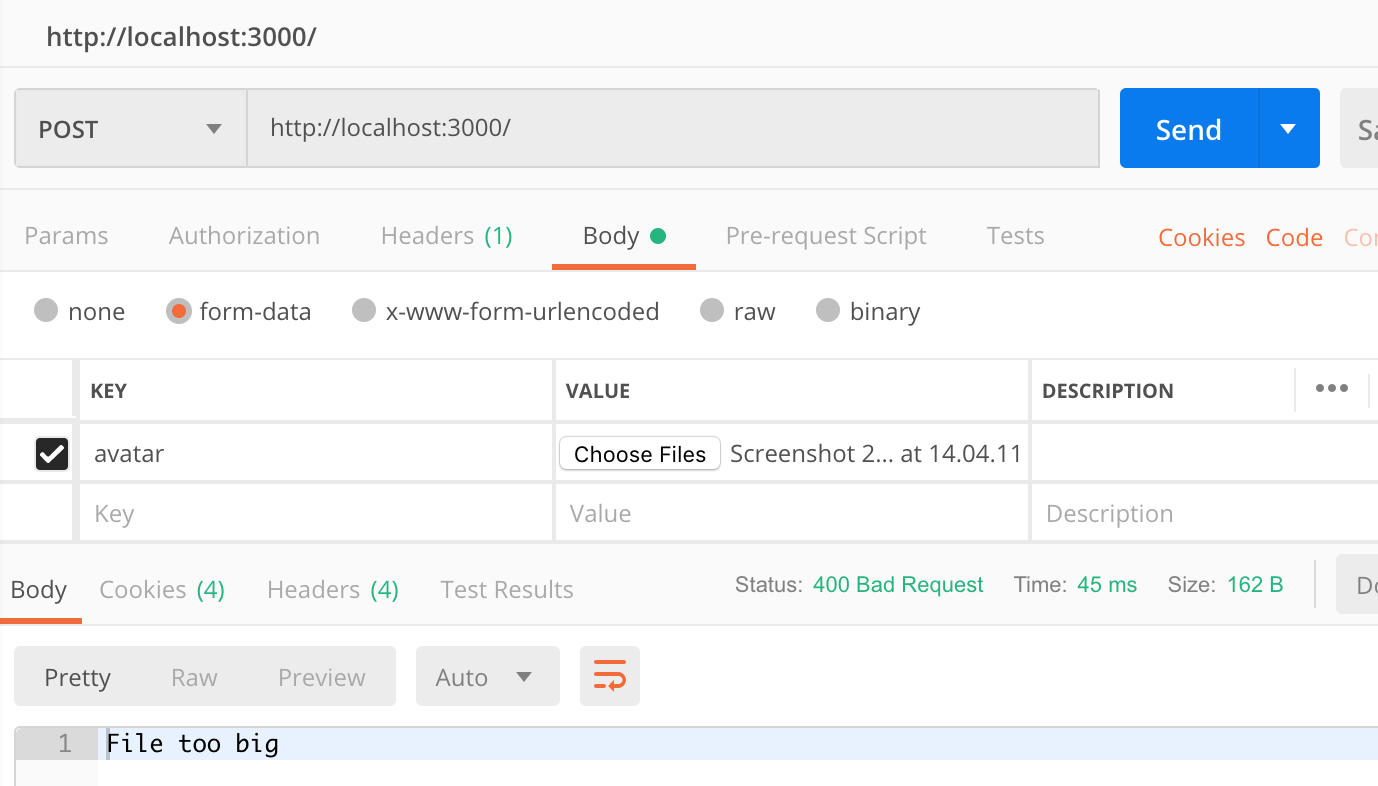 http://localhost:3000/
POST http://localhost:3000/ Send
Params Authorization Headers (1) Body Pre-request Script Tests Cookies Code
none form-data x-www-form-urlencoded raw binary
KEY VALUE DESCRIPTION •••
avatar Choose Files Screenshot 2... at 14.04.11
Key Value Description
Body Cookies (4) Headers (4) Test Results Status: 400 Bad Request Time: 45 ms Size: 162 B
Pretty Raw Preview Auto
1 File too big